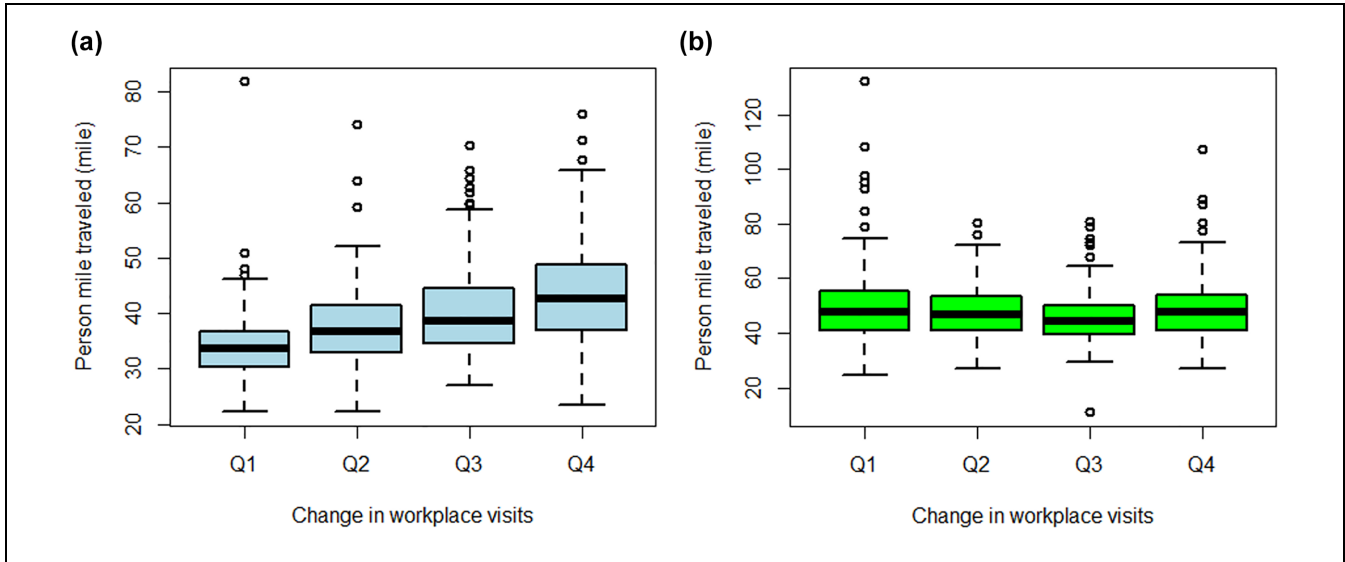 (a)
Person mile traveled (mile)
80
70
60
50
40
30
20
Q1 Q2 Q3 Q4
Change in workplace visits
(b)
Person mile traveled (mile)
120
100
80
60
40
20
Q1 Q2 Q3 Q4
Change in workplace visits